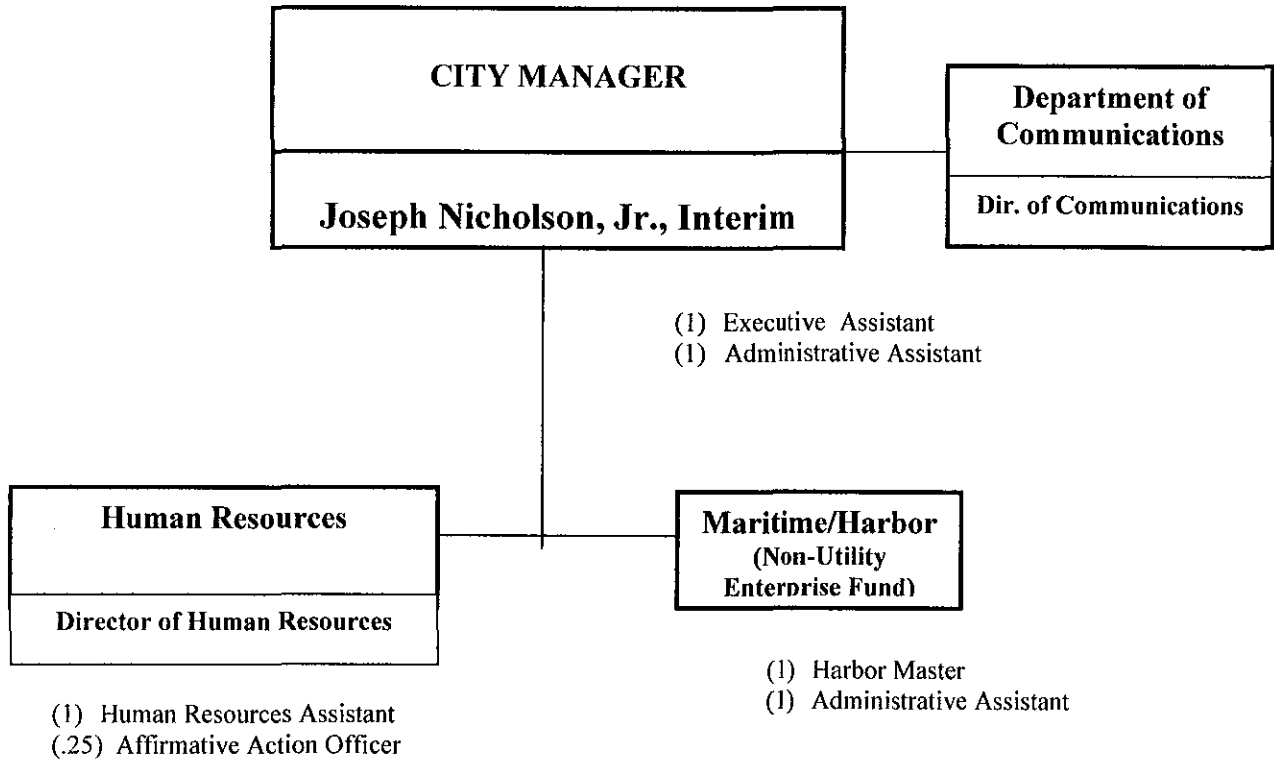 CITY MANAGER
Joseph Nicholson, Jr., Interim
Department of
Communications
Dir. of Communications
(1) Executive Assistant
(1) Administrative Assistant
Human Resources
Director of Human Resources
(1) Human Resources Assistant
(.25) Affirmative Action Officer
Maritime/Harbor
(Non-Utility
Enterprise Fund)
(1) Harbor Master
(1) Administrative Assistant